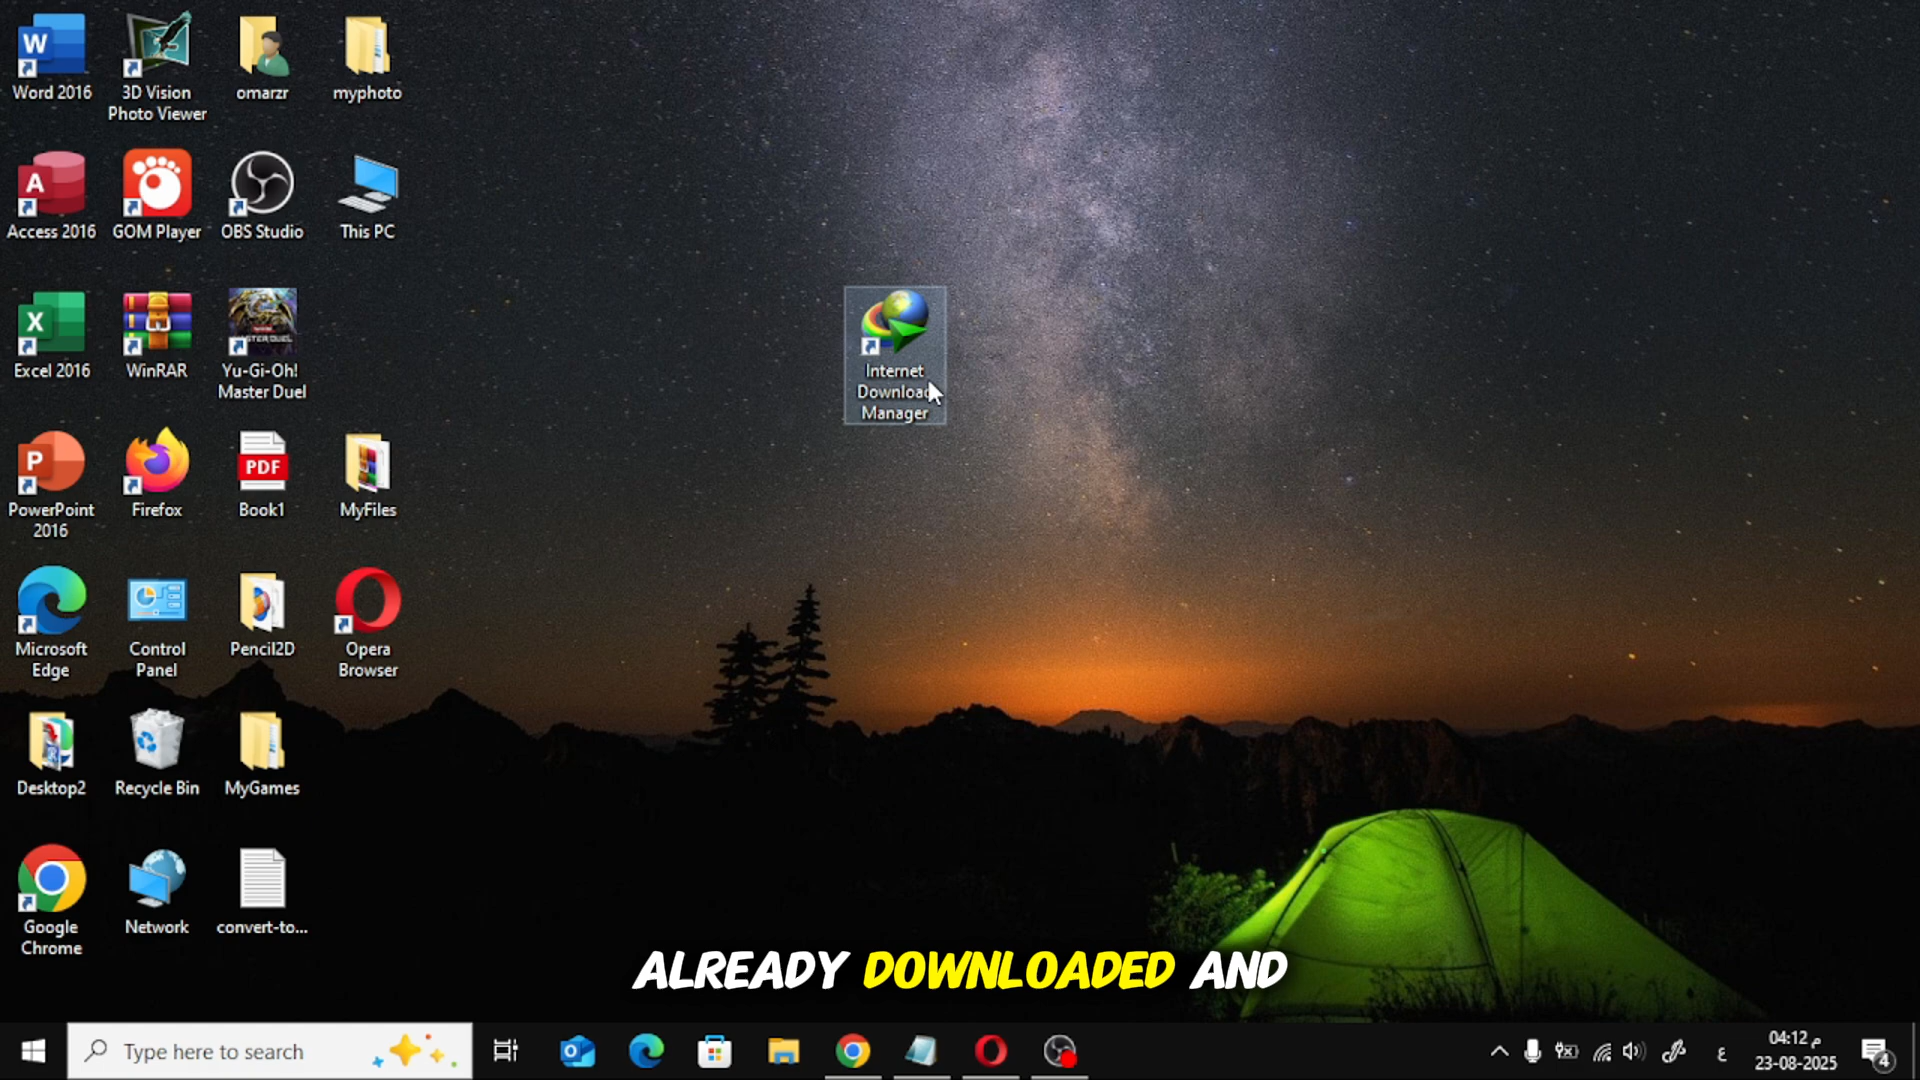 Word 2016
3D Vision
Photo Viewer
omarzr
myphoto
Access 2016
GOM Player
OBS Studio
This PC
Excel 2016
WinRAR
Yu-Gi-Oh!
Master Duel
Internet
Download
Manager
PowerPoint
2016
Firefox
PDF
Book1
MyFiles
Microsoft
Edge
Control
Panel
Pencil2D
Opera
Browser
Desktop2
Recycle Bin
MyGames
Google
Chrome
Network
convert-to...
ALREADY DOWNLOADED AND
Type here to search
ع
04:12 م
23-08-2025
4